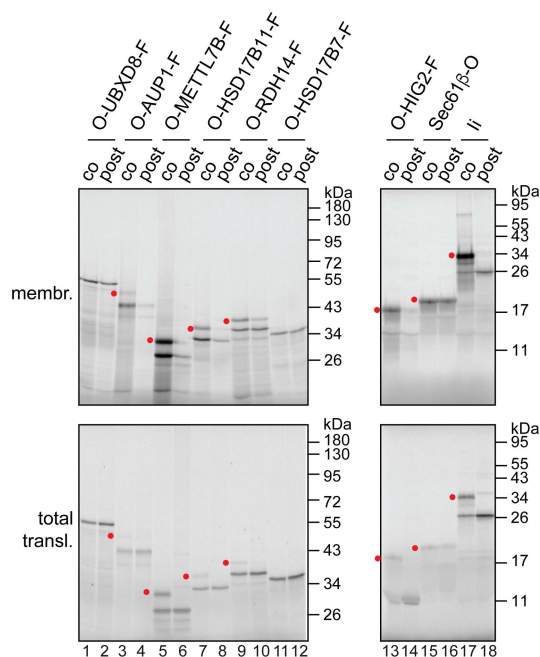 O-UBXD8-F O-AUP1-F O-METTL7B-F O-HSD17B11-F O-RDH14-F O-HSD17B7-F
O-HIG2-F Sec61β-O Ii
co post co post co post co post co post co post
co post co post co post
kDa
180
130
95
72
55
43
34
26
membr.
kDa
95
55
43
34
26
17
11
kDa
180
130
95
72
55
43
34
26
total
transl.
kDa
95
55
43
34
26
17
11
1 2 3 4 5 6 7 8 9 10 11 12
13 14 15 16 17 18